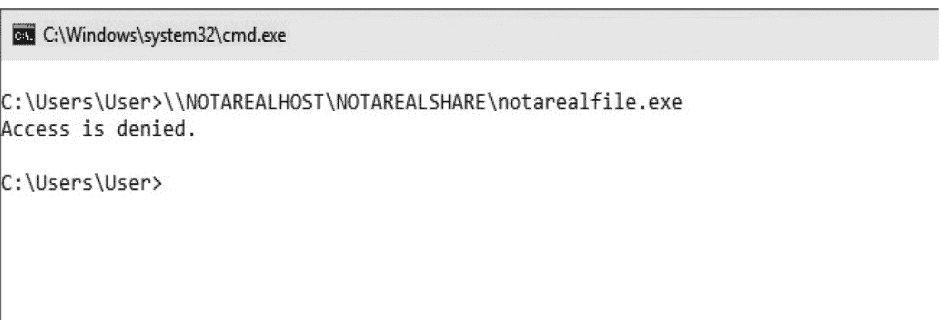 C:\Windows\system32\cmd.exe
C:\Users\User>\\NOTAREALHOST\NOTAREALSHARE\notarealfile.exe
Access is denied.
C:\Users\User>